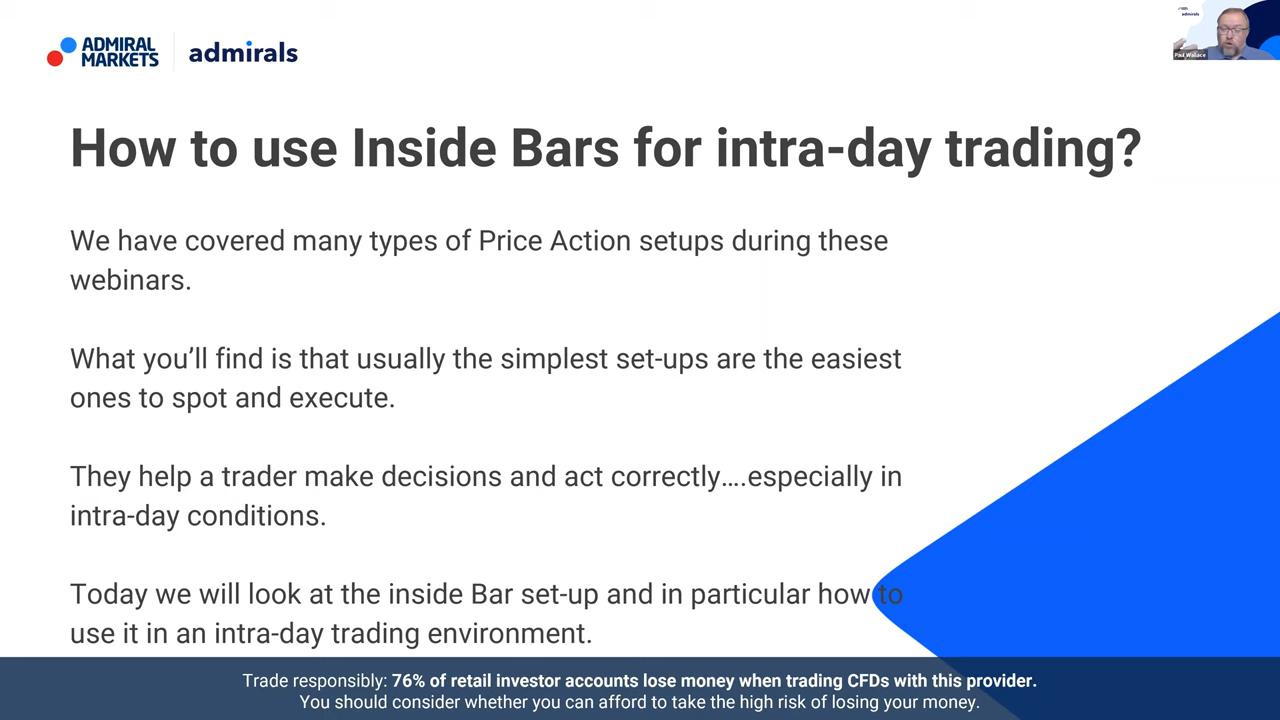 ADMIRAL
MARKETS
admirals
admirals
Paul Wallace
How to use Inside Bars for intra-day trading?
We have covered many types of Price Action setups during these
webinars.
What you’ll find is that usually the simplest set-ups are the easiest
ones to spot and execute.
They help a trader make decisions and act correctly….especially in
intra-day conditions.
Today we will look at the inside Bar set-up and in particular how to
use it in an intra-day trading environment.
Trade responsibly: 76% of retail investor accounts lose money when trading CFDs with this provider.
You should consider whether you can afford to take the high risk of losing your money.